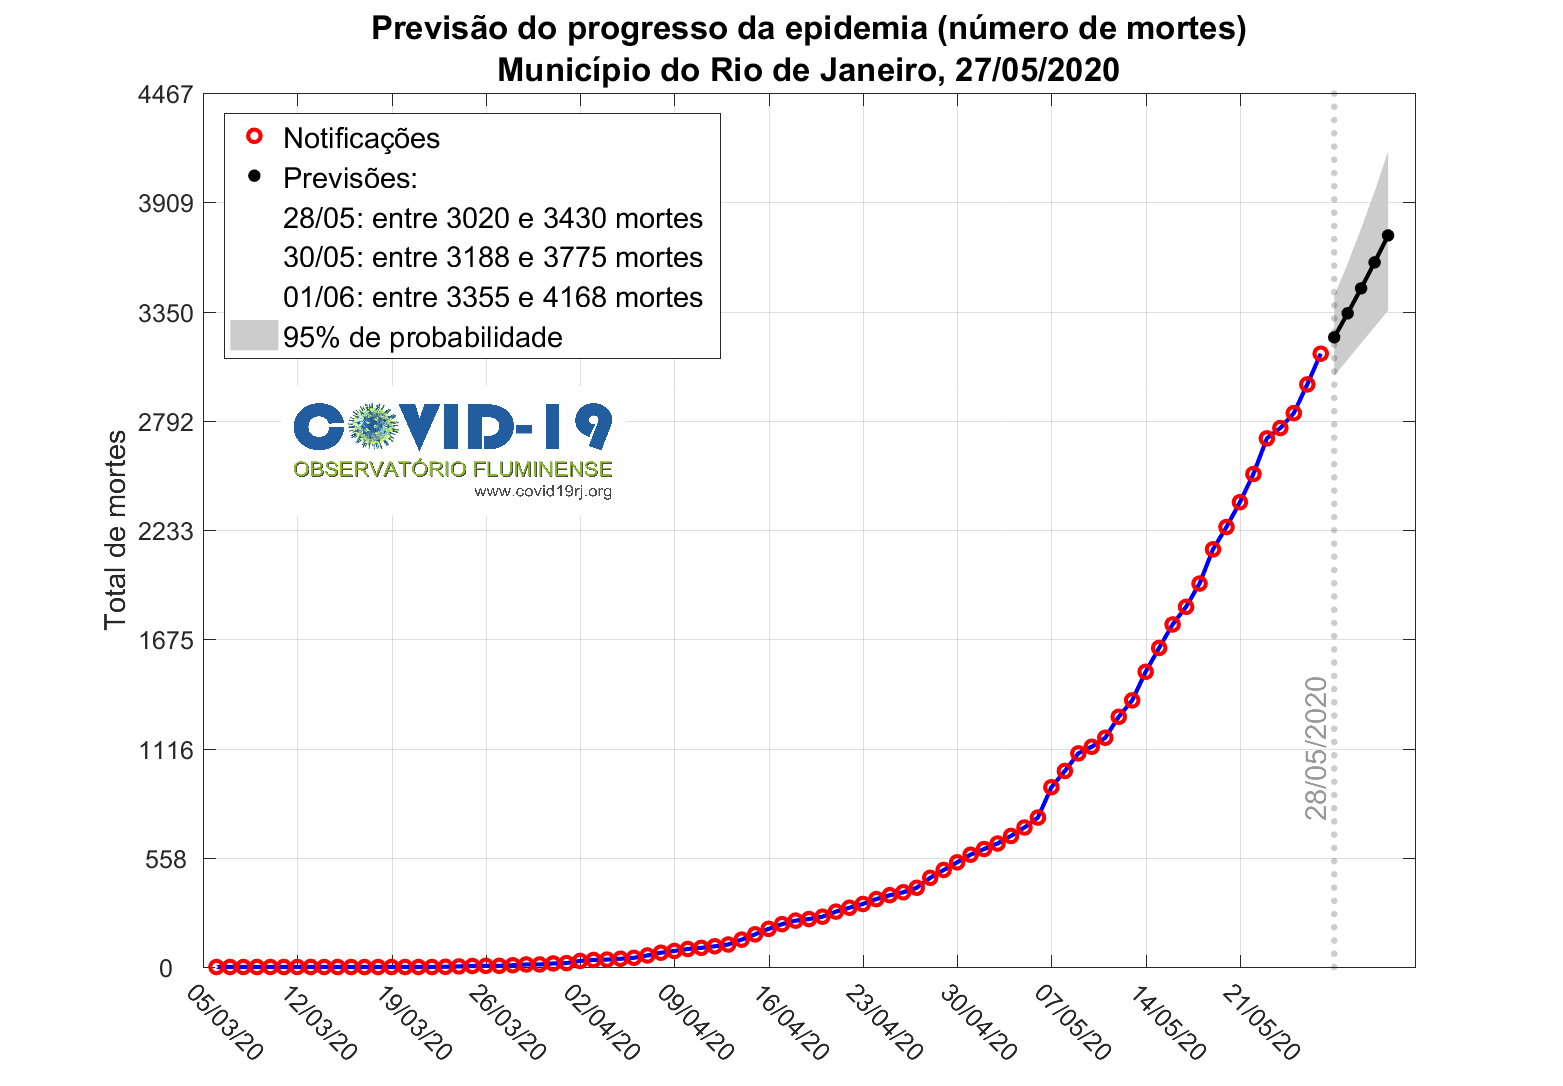 Previsão do progresso da epidemia (número de mortes)
Município do Rio de Janeiro, 27/05/2020
4467
3909
3350
2792
2233
1675
1116
558
0
Total de mortes
Notificações
Previsões:
28/05: entre 3020 e 3430 mortes
30/05: entre 3188 e 3775 mortes
01/06: entre 3355 e 4168 mortes
95% de probabilidade
COVID-19
OBSERVATÓRIO FLUMINENSE
www.covid19rj.org
28/05/2020
05/03/20
12/03/20
19/03/20
26/03/20
02/04/20
09/04/20
16/04/20
23/04/20
30/04/20
07/05/20
14/05/20
21/05/20